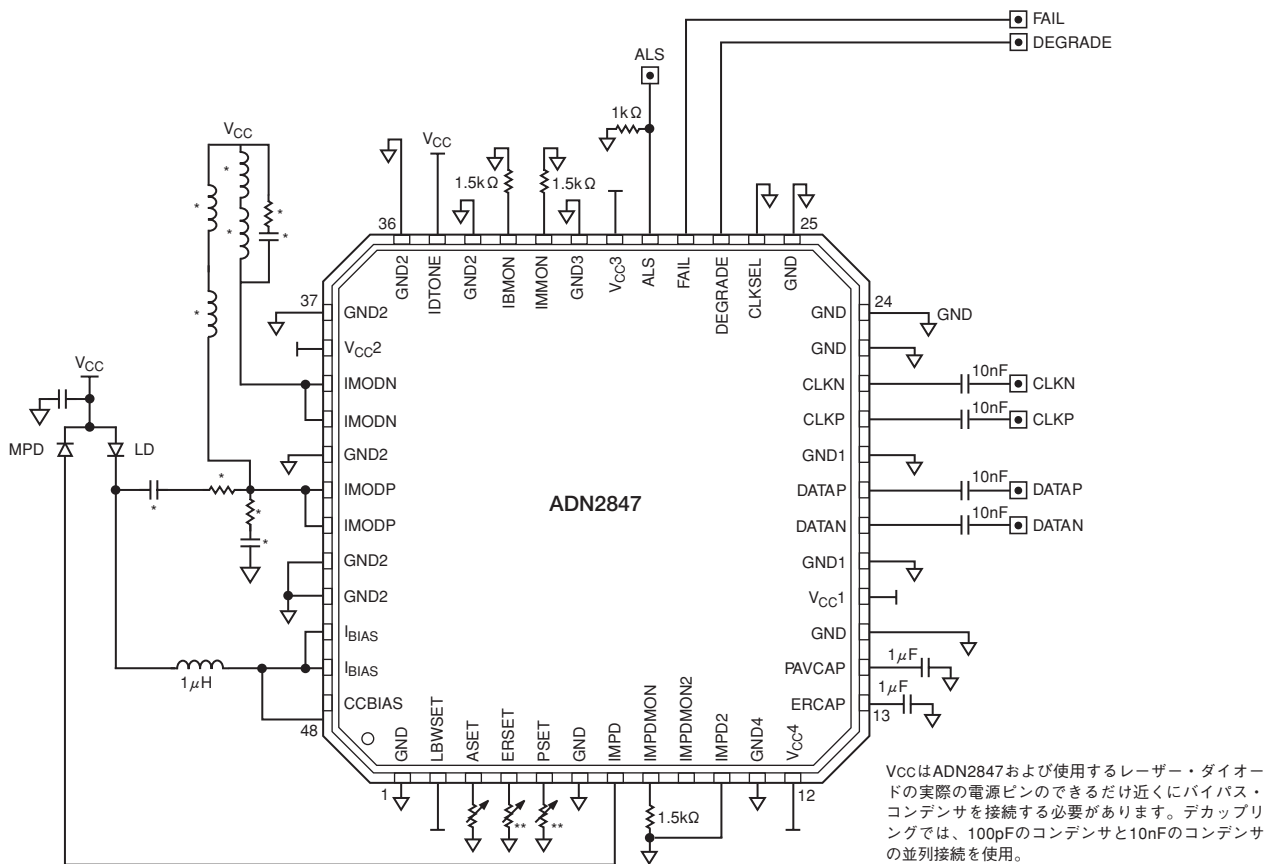 FAIL
DEGRADE
ALS
1kΩ
VCC
VCC
1.5kΩ
1.5kΩ
*
*
*
*
*
*
36
25
GND2
IDTONE
GND2
IBMON
IMMON
GND3
VCC3
ALS
FAIL
DEGRADE
CLKSEL
GND
37
GND2
VCC2
IMODN
IMODN
GND2
IMODP
IMODP
GND2
GND2
IBIAS
IBIAS
CCBIAS
48
VCC
MPD
LD
*
*
*
*
1μH
ADN2847
24
GND
GND
GND
CLKN
10nF
CLKN
CLKP
10nF
CLKP
GND1
DATAP
10nF
DATAP
DATAN
10nF
DATAN
GND1
VCC1
GND
PAVCAP
1μF
ERCAP
1μF
13
GND
LBWSET
ASET
ERSET
PSET
GND
IMPD
IMPDMON
IMPDMON2
IMPD2
GND4
VCC4
1
12
**
**
1.5kΩ
VCCはADN2847および使用するレーザー・ダイオー
ドの実際の電源ピンのできるだけ近くにバイパス・
コンデンサを接続する必要があります。デカップリ
ングでは、100pFのコンデンサと10nFのコンデンサ
の並列接続を使用。